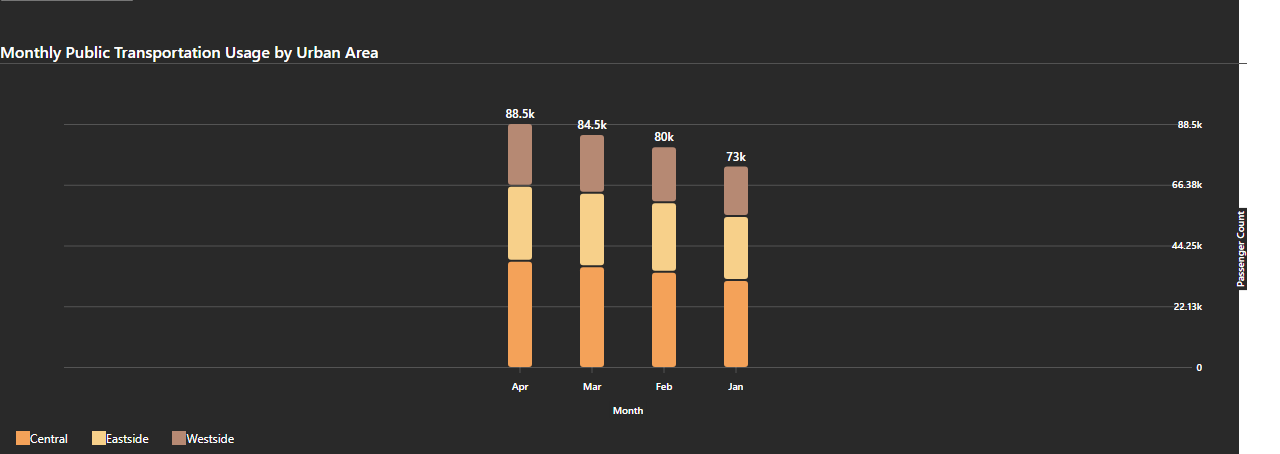 Monthly Public Transportation Usage by Urban Area
88.5k
84.5k
80k
73k
88.5k
66.38k
44.25k
22.13k
0
Passenger Count
Apr
Mar
Feb
Jan
Month
Central
Eastside
Westside